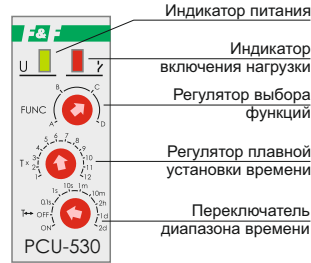 Индикатор питания
F&F
U
Индикатор
включения нагрузки
Регулятор выбора
функций
B C
FUNC
A D
Регулятор плавной
установки времени
T×
1 2 3 4 5 6 7 8 9 10 11 12
Переключатель
диапазона времени
T↔
ON OFF 0.1s 1s 10s 1m 10m 2h 1d 2d
PCU-530